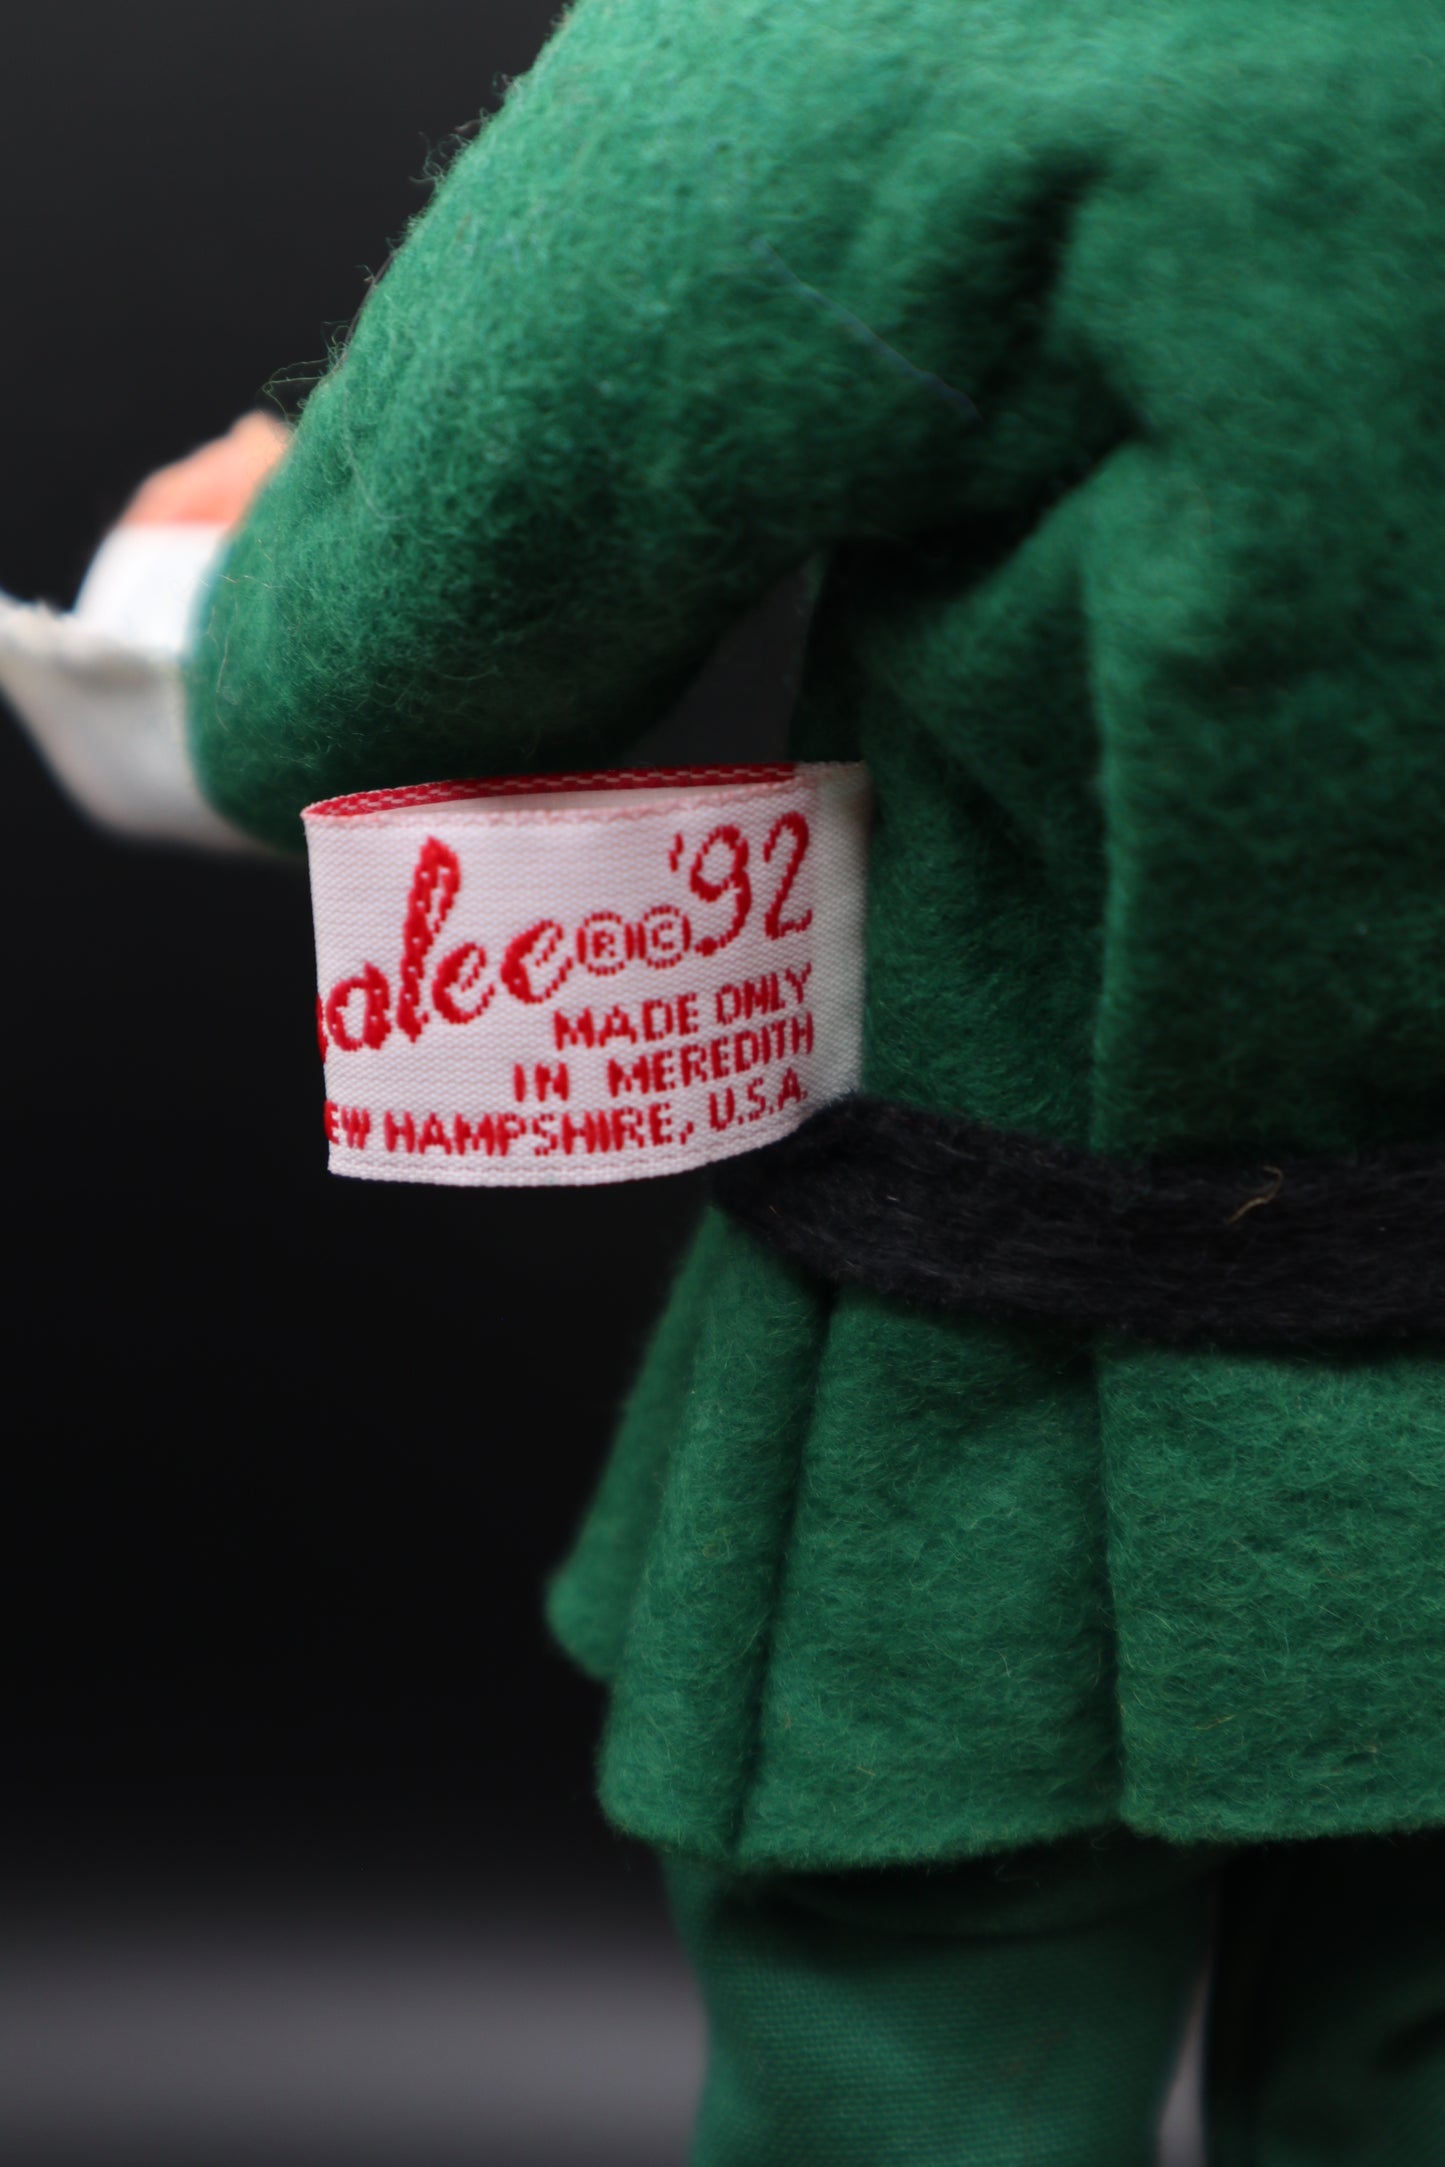 alee®©'92
MADE ONLY
IN MEREDITH
EW HAMPSHIRE, U.S.A.